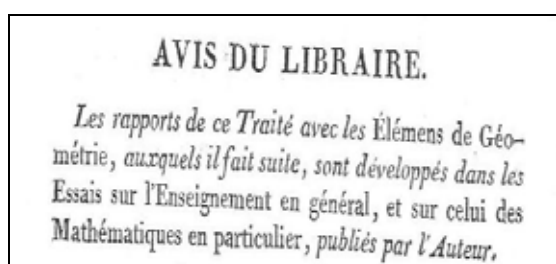 AVIS DU LIBRAIRE.
Les rapports de ce Traité avec les Élémens de Géo-
métrie, auxquels il fait suite, sont développés dans les
Essais sur l'Enseignement en général, et sur celui des
Mathématiques en particulier, publiés par l'Auteur.